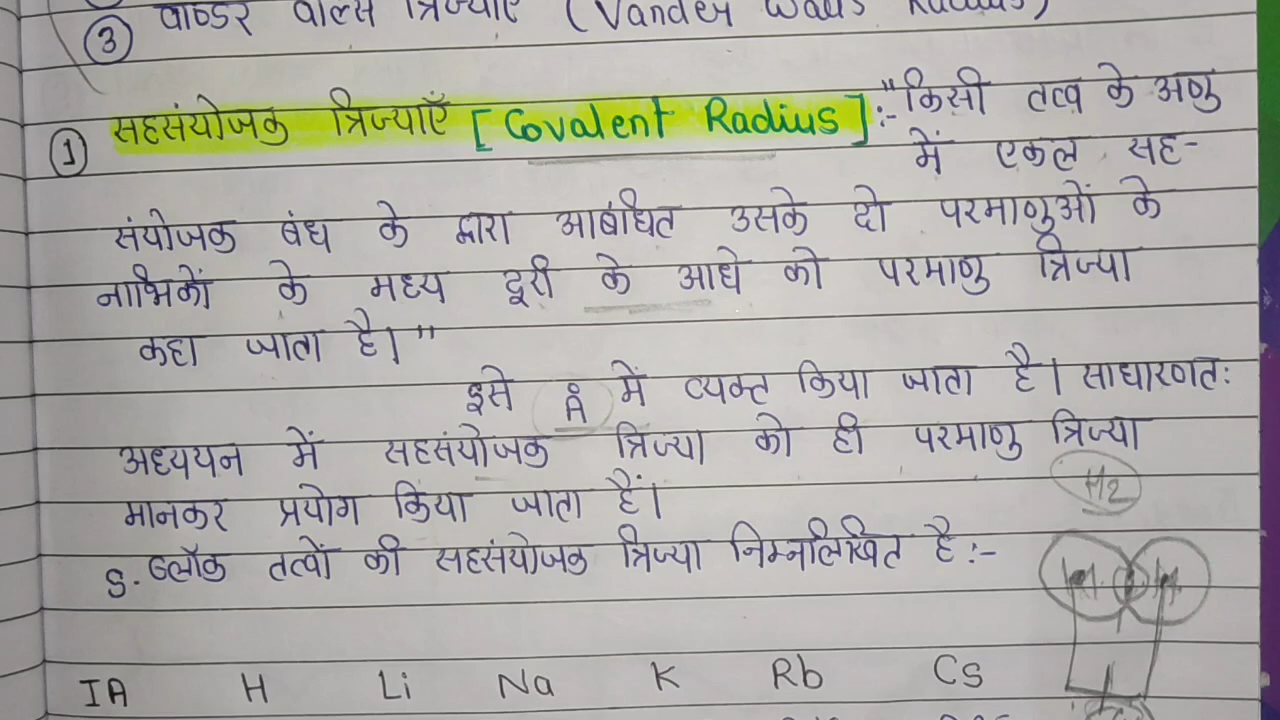 ③ वाण्डर वाल्स त्रिज्याएँ (Vander Walls Radius)
① सहसंयोजक त्रिज्याएँ [Covalent Radius]:- "किसी तत्व के अणु
में एकल सह-
संयोजक बंध के द्वारा आबंधित उसके दो परमाणुओं के
नाभिकों के मध्य दूरी के आधे को परमाणु त्रिज्या
कहा जाता है।"
इसे Å में व्यक्त किया जाता है। साधारणतः
अध्ययन में सहसंयोजक त्रिज्या को ही परमाणु त्रिज्या
मानकर प्रयोग किया जाता हैं।
H2
S. ब्लॉक तत्वों की सहसंयोजक त्रिज्या निम्नलिखित है:-
IA H Li Na K Rb Cs